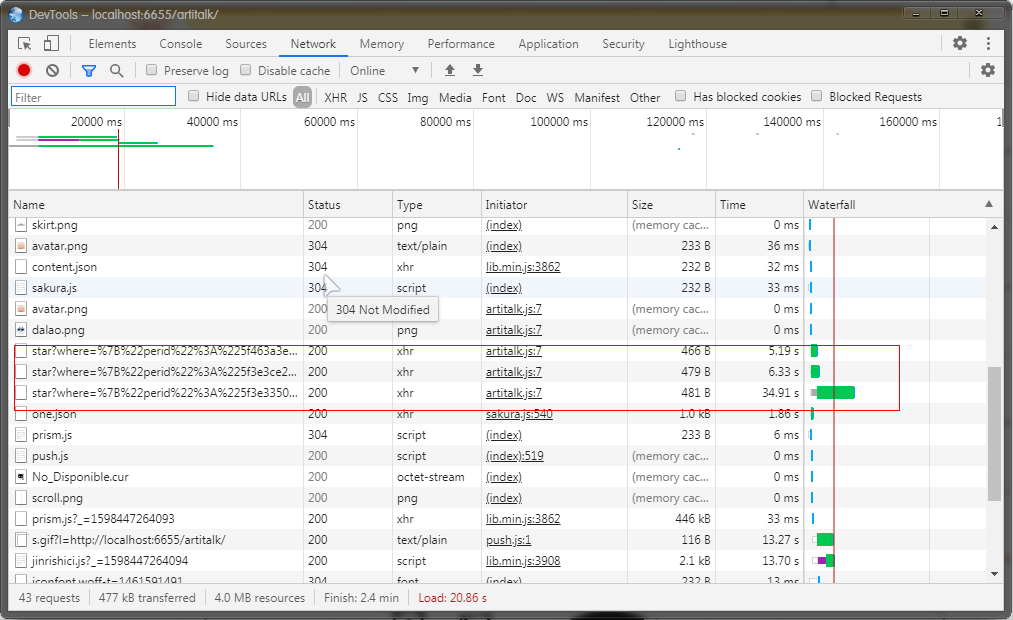 DevTools – localhost:6655/artitalk/
Elements Console Sources Network Memory Performance Application Security Lighthouse
Preserve log Disable cache Online
Filter Hide data URLs All XHR JS CSS Img Media Font Doc WS Manifest Other Has blocked cookies Blocked Requests
20000 ms 40000 ms 60000 ms 80000 ms 100000 ms 120000 ms 140000 ms 160000 ms
Name Status Type Initiator Size Time Waterfall
skirt.png 200 png (index) (memory cac... 0 ms
avatar.png 304 text/plain (index) 233 B 36 ms
content.json 304 xhr lib.min.js:3862 232 B 32 ms
sakura.js 304 script (index) 232 B 33 ms
304 Not Modified
avatar.png 200 artitalk.js:7 (memory cac... 0 ms
dalao.png 200 png artitalk.js:7 (memory cac... 0 ms
star?where=%7B%22perid%22%3A%225f463a3e... 200 xhr artitalk.js:7 466 B 5.19 s
star?where=%7B%22perid%22%3A%225f3e3ce2... 200 xhr artitalk.js:7 479 B 6.33 s
star?where=%7B%22perid%22%3A%225f3e3350... 200 xhr artitalk.js:7 481 B 34.91 s
one.json 200 xhr sakura.js:540 1.0 kB 1.86 s
prism.js 304 script (index) 233 B 6 ms
push.js 200 script (index):519 (memory cac... 0 ms
No_Disponible.cur 200 octet-stream (index) (memory cac... 0 ms
scroll.png 200 png (index) (memory cac... 0 ms
prism.js?_=1598447264093 200 xhr lib.min.js:3862 446 kB 33 ms
s.gif?l=http://localhost:6655/artitalk/ 200 text/plain push.js:1 116 B 13.27 s
jinrishici.js?_=1598447264094 200 script lib.min.js:3908 2.1 kB 13.70 s
iconfont.woff-t=1461591491 304 font (index) 232 B 13 ms
43 requests 477 kB transferred 4.0 MB resources Finish: 2.4 min Load: 20.86 s